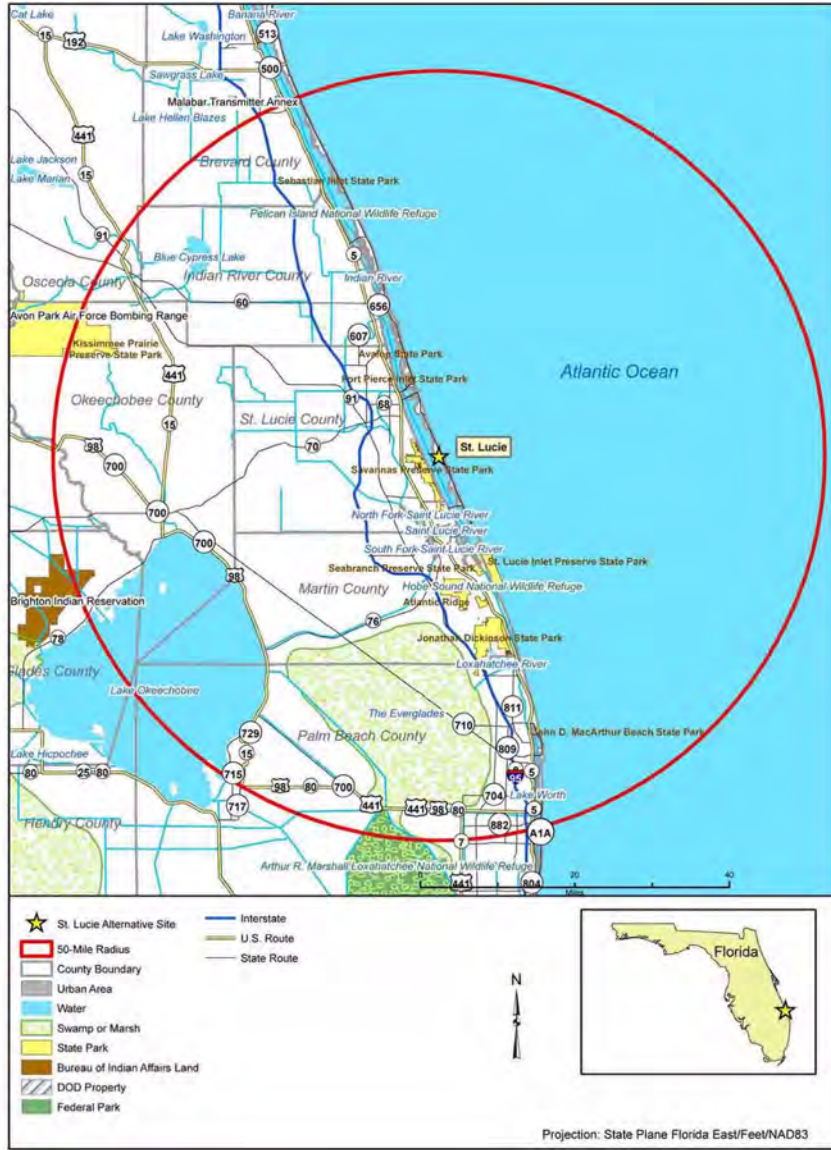 Cat Lake
Banana River
Lake Washington
513
15
192
500
Sawgrass Lake
Malabar Transmitter Annex
Lake Hellen Blazes
441
Brevard County
Lake Jackson
15
Lake Marian
Sebastian Inlet State Park
Pelican Island National Wildlife Refuge
91
Blue Cypress Lake
5
Osceola County
Indian River County
Indian River
60
656
Avon Park Air Force Bombing Range
607
Kissimmee Prairie
Preserve State Park
Avalon State Park
Atlantic Ocean
441
Fort Pierce Inlet State Park
Okeechobee County
91
68
15
St. Lucie County
98
70
St. Lucie
700
Savannas Preserve State Park
700
North Fork-Saint Lucie River
700
Saint Lucie River
South Fork-Saint Lucie River
98
Seabranch Preserve State Park
St. Lucie Inlet Preserve State Park
Martin County
Hobe Sound National Wildlife Refuge
Brighton Indian Reservation
Atlantic Ridge
76
78
Jonathan Dickinson State Park
Glades County
Loxahatchee River
Lake Okeechobee
811
The Everglades
710
John D. MacArthur Beach State Park
729
Palm Beach County
809
Lake Hicpochee
15
80
25
80
715
98
80
700
95
5
704
Lake Worth
717
441
441
98
80
5
Hendry County
882
A1A
7
Arthur R. Marshall Loxahatchee National Wildlife Refuge
441
804
20
40
Miles
St. Lucie Alternative Site
50-Mile Radius
County Boundary
Urban Area
Water
Swamp or Marsh
State Park
Bureau of Indian Affairs Land
DOD Property
Federal Park
Interstate
U.S. Route
State Route
N
Florida
Projection: State Plane Florida East/Feet/NAD83